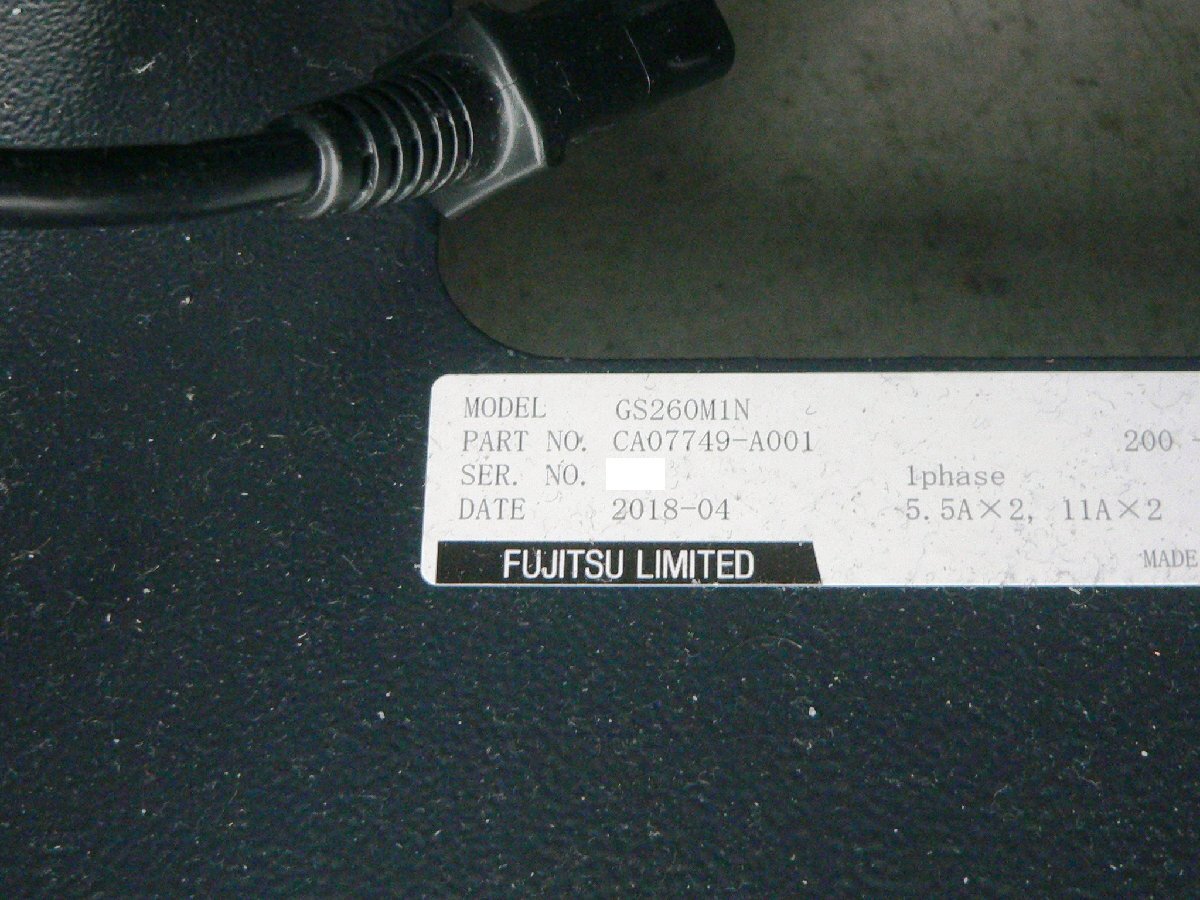 MODEL GS260M1N
PART NO. CA07749-A001 200
SER. NO. 1phase
DATE 2018-04 5.5A×2, 11A×2
FUJITSU LIMITED MADE